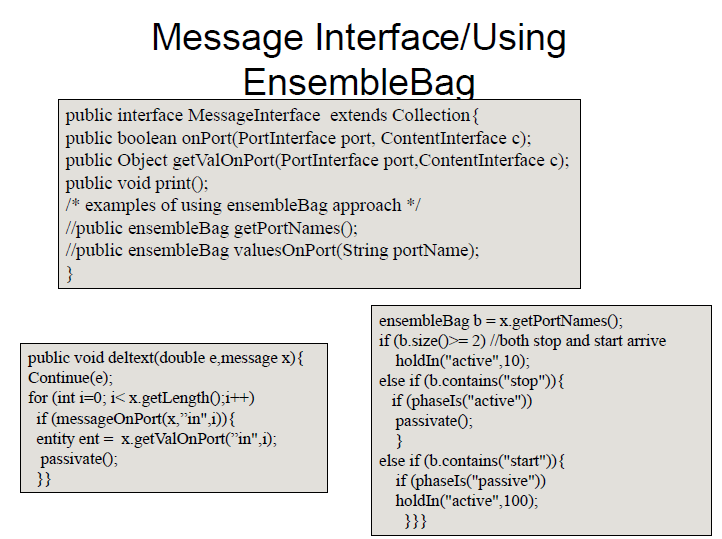 Message Interface/Using
EnsembleBag
public interface MessageInterface  extends Collection{
public boolean onPort(PortInterface port, ContentInterface c);
public Object getValOnPort(PortInterface port,ContentInterface c);
public void print();
/* examples of using ensembleBag approach */
//public ensembleBag getPortNames();
//public ensembleBag valuesOnPort(String portName);
}
public void deltext(double e,message x){
Continue(e);
for (int i=0; i< x.getLength();i++)
if (messageOnPort(x,”in",i)){
entity ent =  x.getValOnPort(”in",i);
passivate();
}}
ensembleBag b = x.getPortNames();
if (b.size()>= 2) //both stop and start arrive
holdIn("active",10);
else if (b.contains("stop")){
if (phaseIs("active"))
passivate();
}
else if (b.contains("start")){
if (phaseIs("passive"))
holdIn("active",100);
}}}